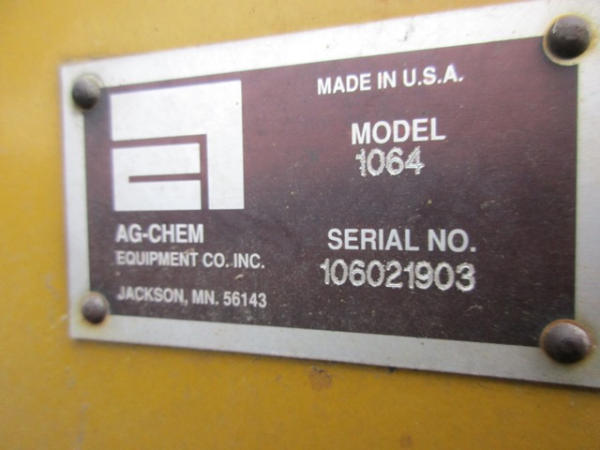 MADE IN U.S.A.
MODEL
1064
AG-CHEM
EQUIPMENT CO. INC.
JACKSON, MN. 56143
SERIAL NO.
106021903